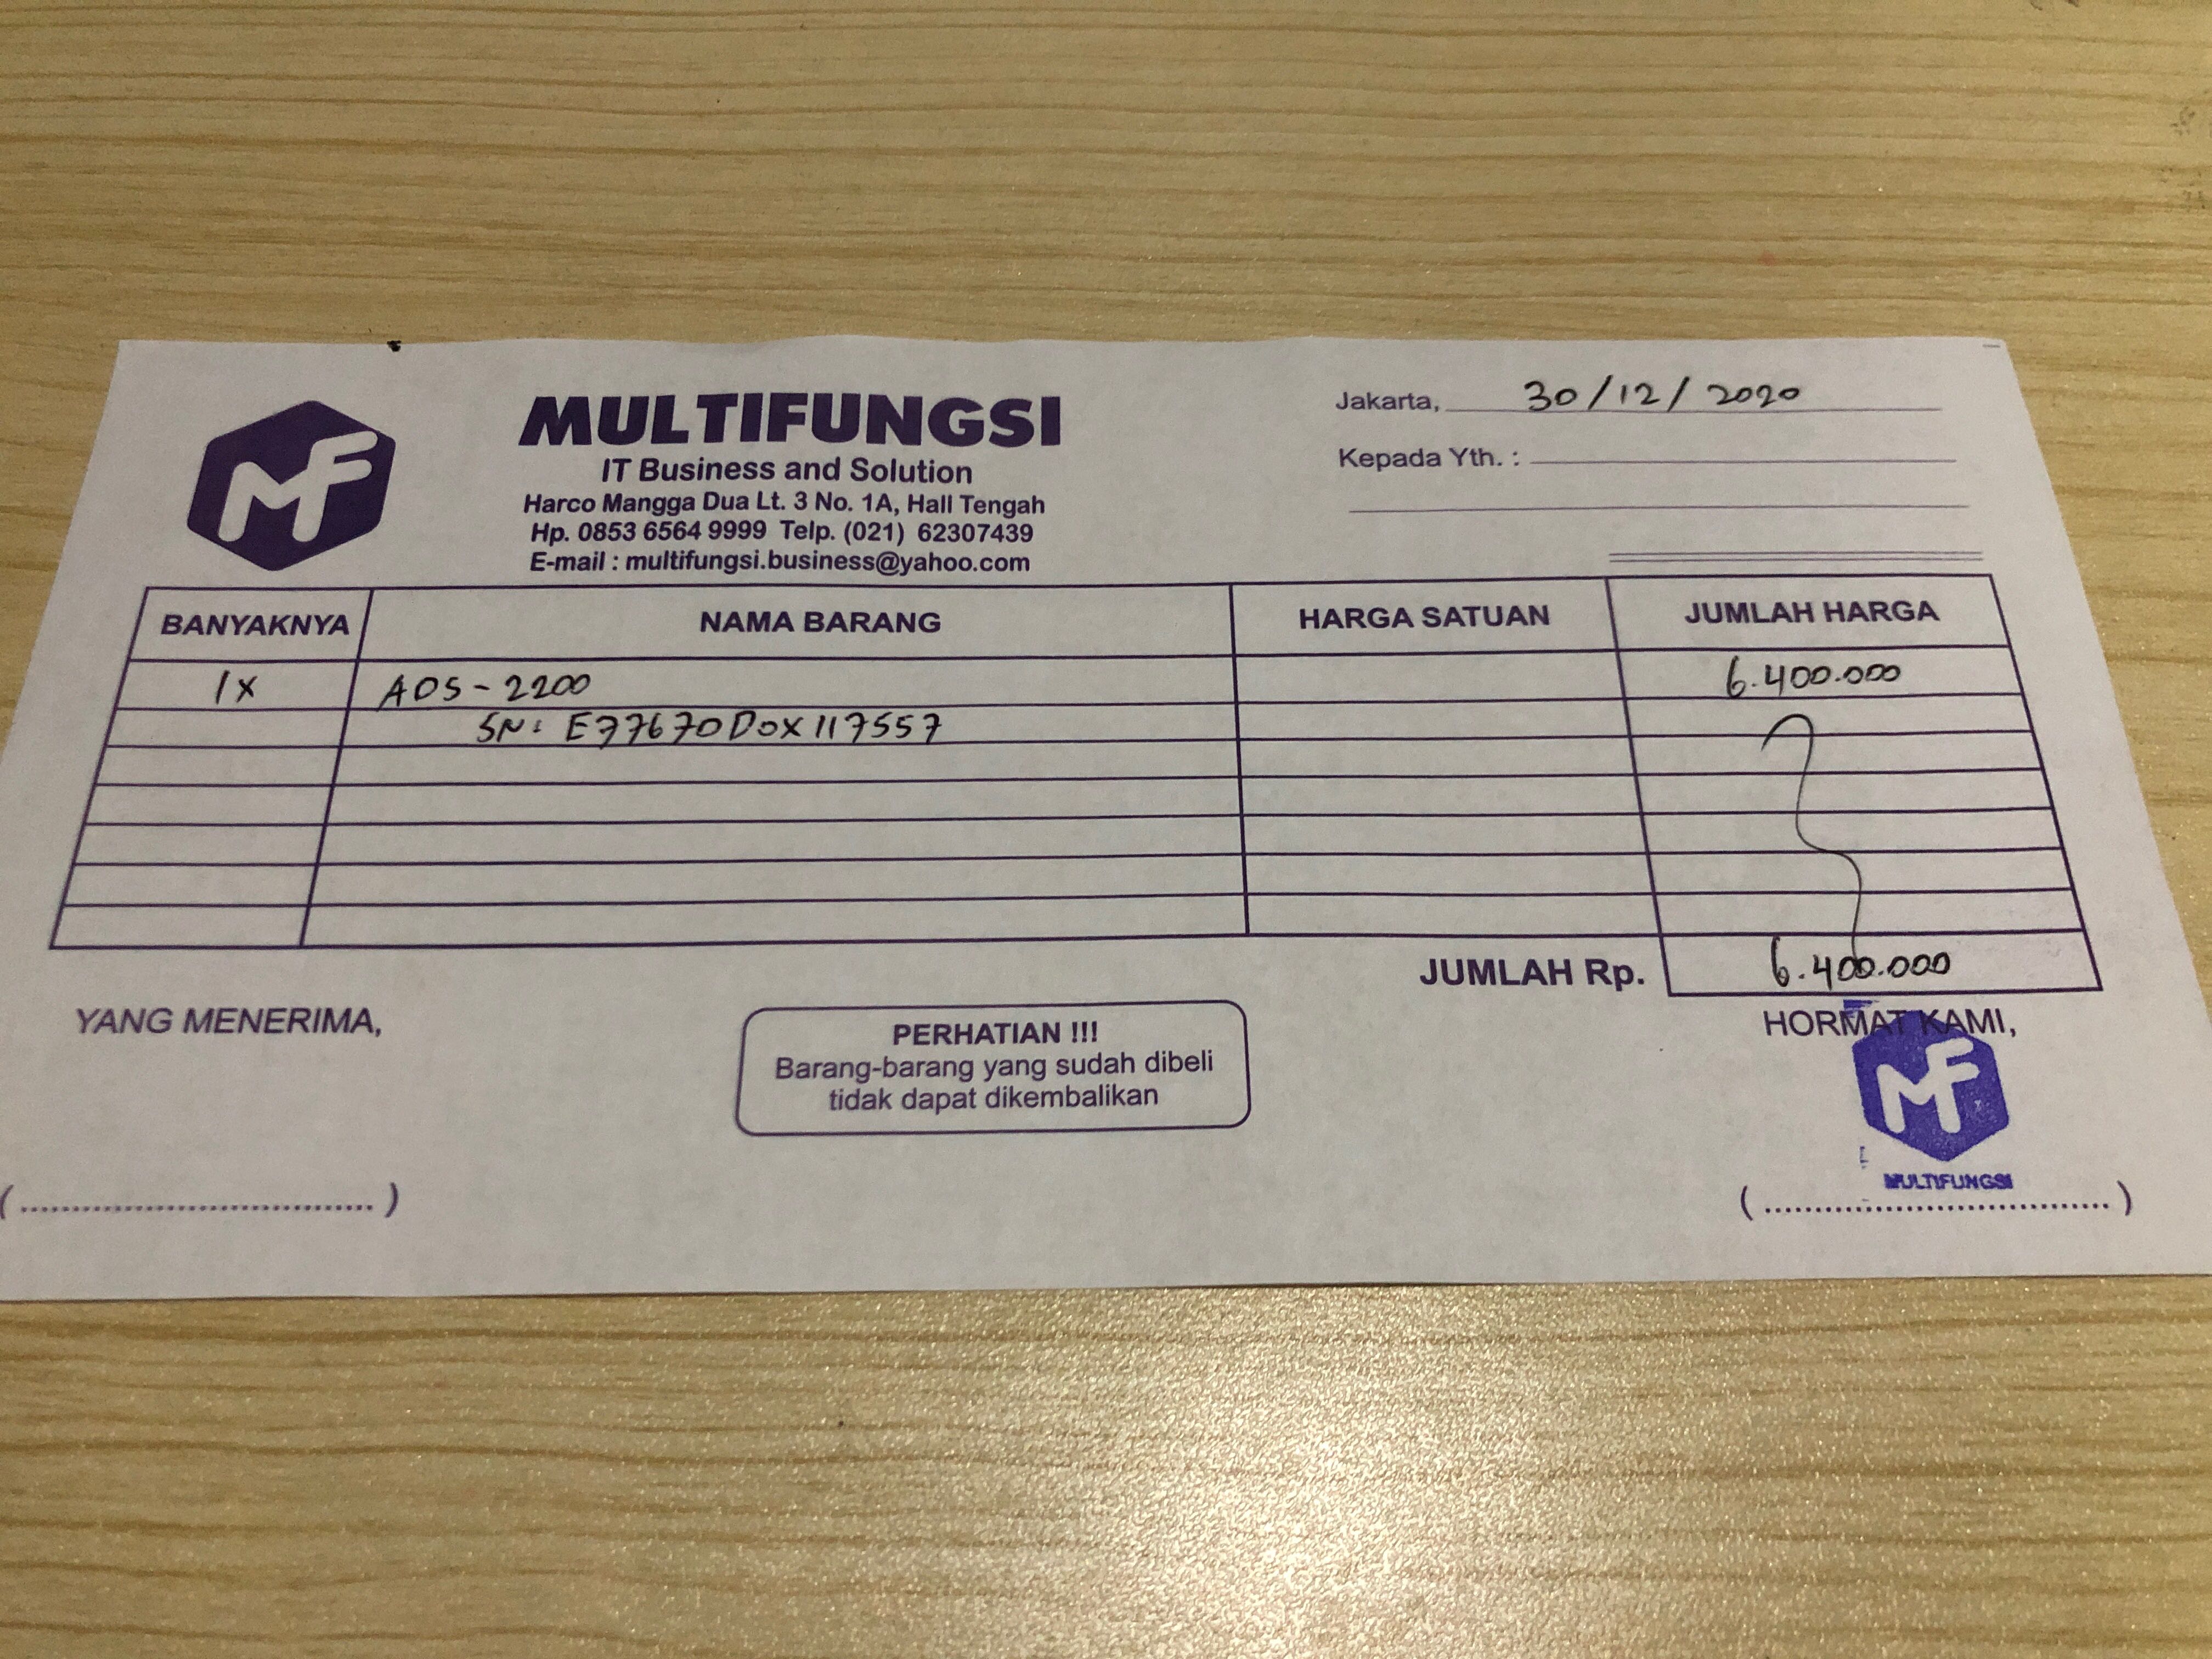 MF
MULTIFUNGSI
IT Business and Solution
Harco Mangga Dua Lt. 3 No. 1A, Hall Tengah
Hp. 0853 6564 9999 Telp. (021) 62307439
E-mail : multifungsi.business@yahoo.com
Jakarta, 30/12/2020
Kepada Yth. :
BANYAKNYA NAMA BARANG HARGA SATUAN JUMLAH HARGA
1X ADS-2200 6.400.000
SN: E77670D0X117557
JUMLAH Rp. 6.400.000
YANG MENERIMA,
PERHATIAN !!!
Barang-barang yang sudah dibeli
tidak dapat dikembalikan
HORMAT KAMI,
MF
MULTIFUNGSI
(..................................)
(..................................)